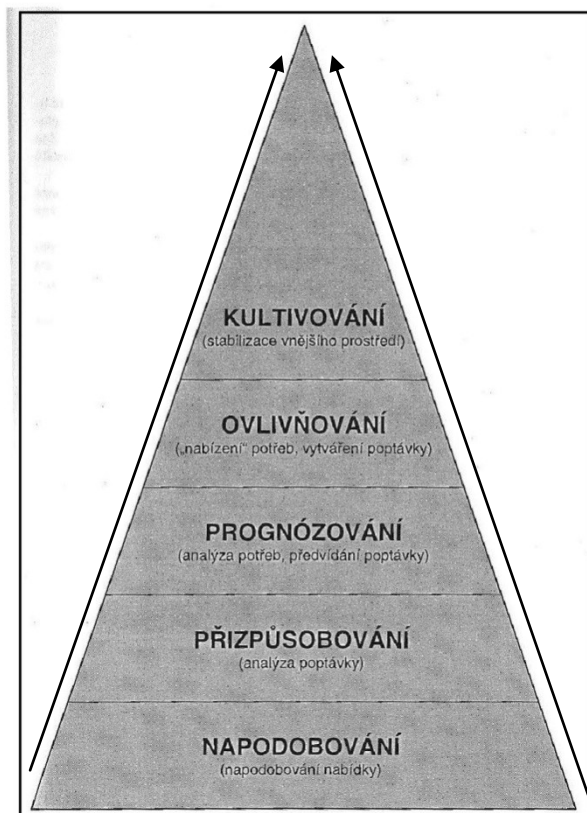 KULTIVOVÁNÍ
(stabilizace vnějšího prostředí)
OVLIVŇOVÁNÍ
(„nabízení“ potřeb, vytváření poptávky)
PROGNÓZOVÁNÍ
(analýza potřeb, předvídání poptávky)
PŘIZPŮSOBOVÁNÍ
(analýza poptávky)
NAPODOBOVÁNÍ
(napodobování nabídky)